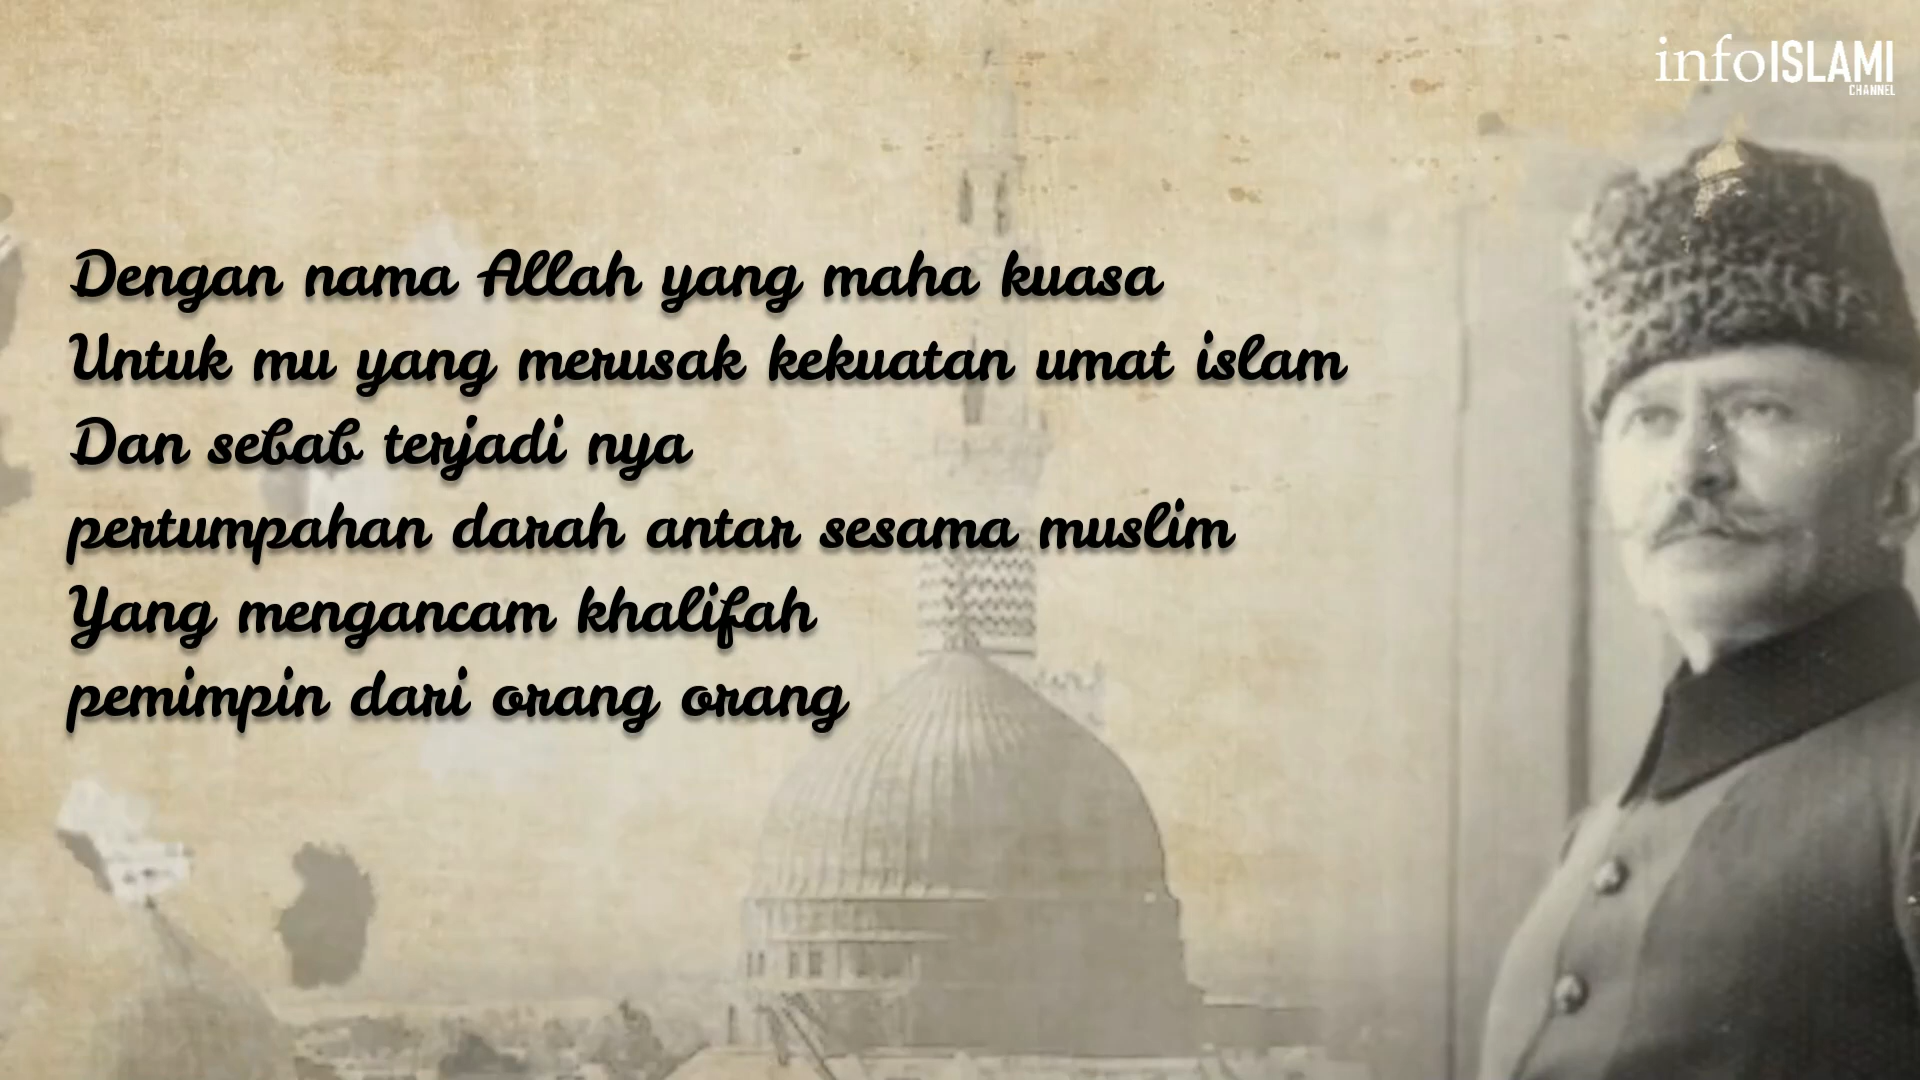 infoISLAMI
CHANNEL
Dengan nama Allah yang maha kuasa
Untuk mu yang merusak kekuatan umat islam
Dan sebab terjadi nya
pertumpahan darah antar sesama muslim
Yang mengancam khalifah
pemimpin dari orang orang